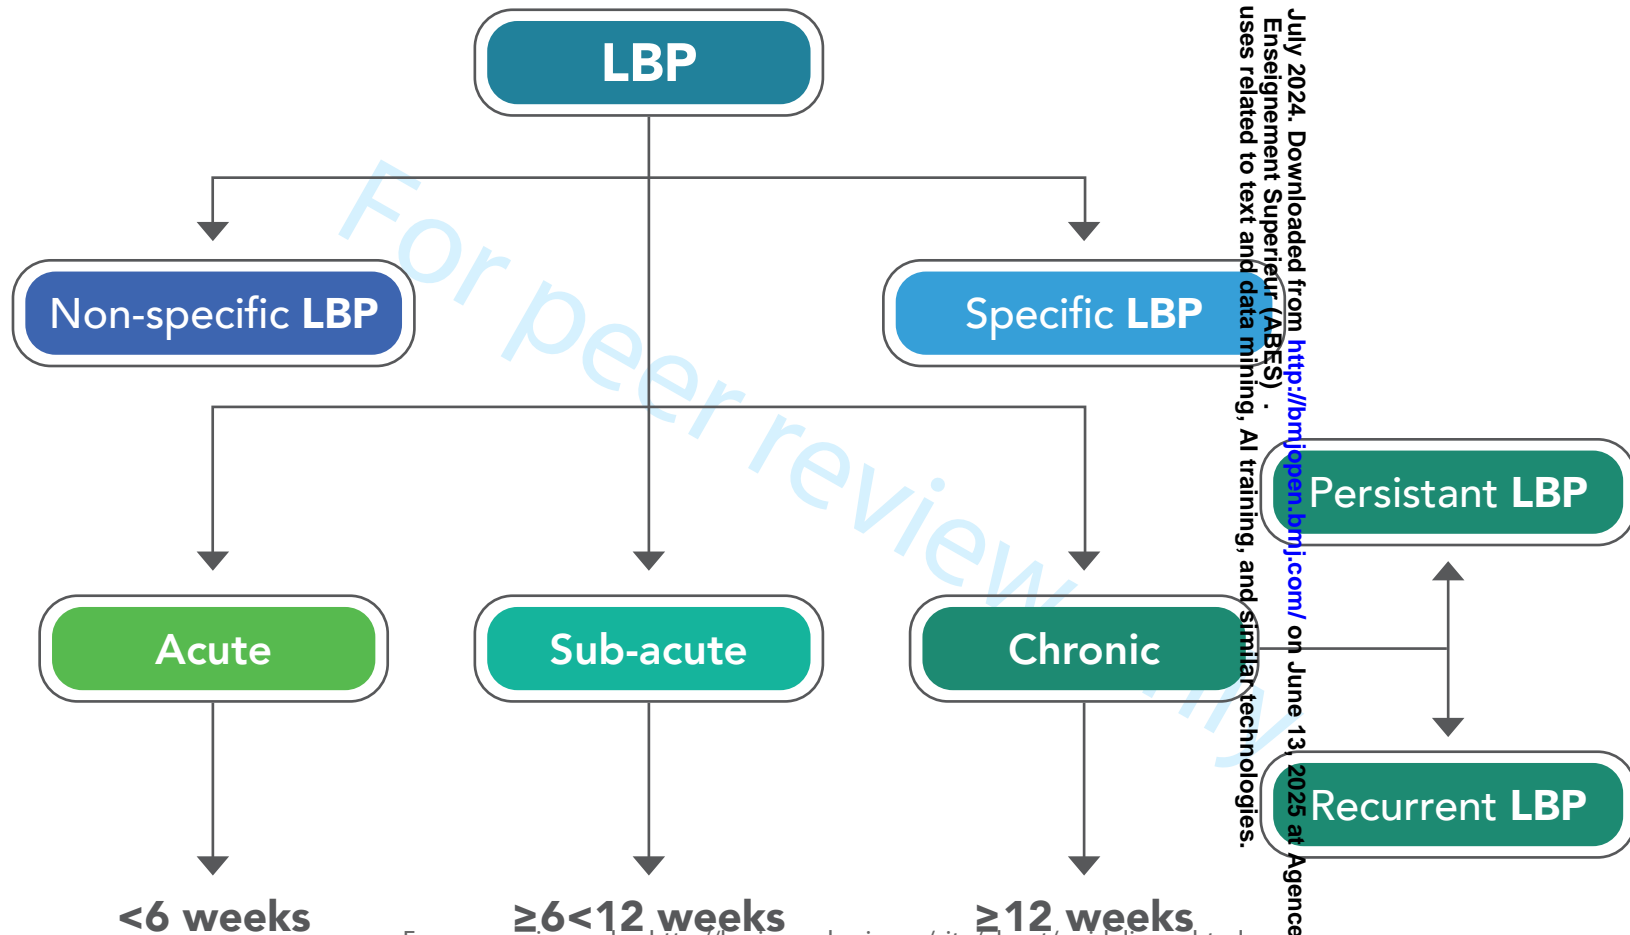 LBP
Non-specific LBP
Specific LBP
Persistant LBP
Acute
Sub-acute
Chronic
Recurrent LBP
<6 weeks
≥6<12 weeks
≥12 weeks
For peer review
July 2024. Downloaded from http://bmjopen.bmj.com/ on June 13, 2025 at Agence
Enseignement Superieur (ABES) .
uses related to text and data mining, AI training, and similar technologies.